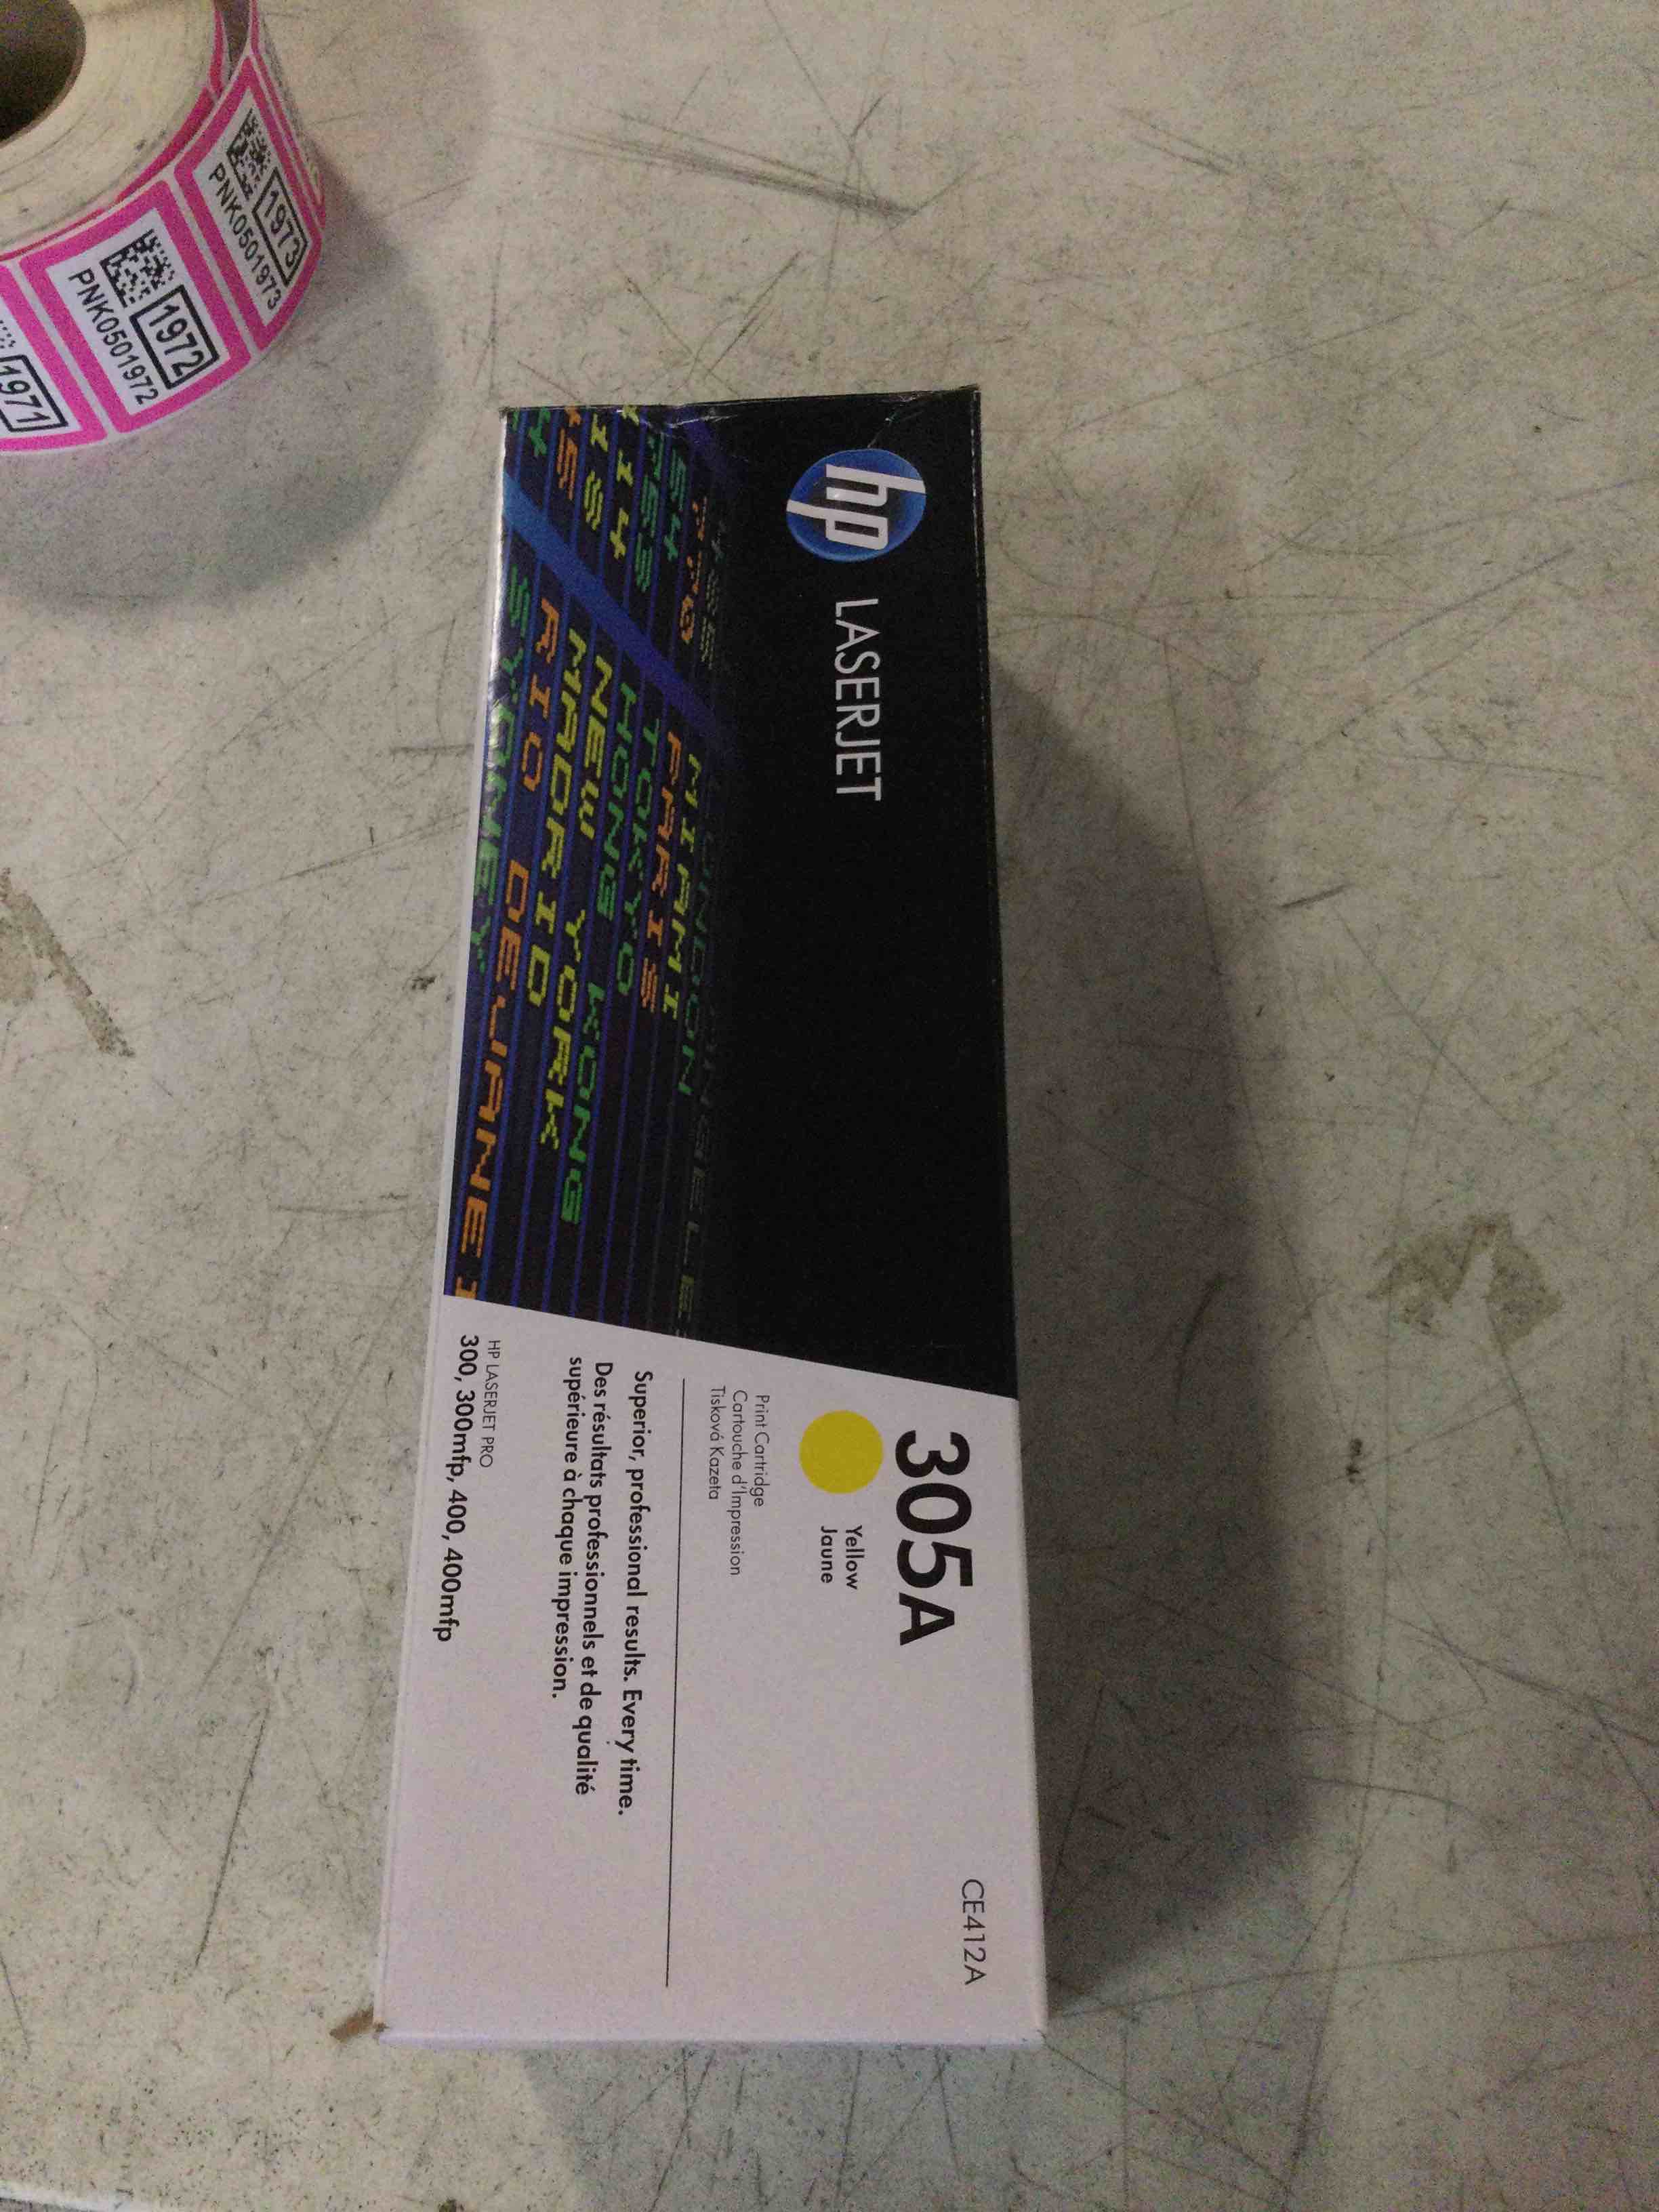 hp LASERJET
305A
CE412A
Yellow
Jaune
Print Cartridge
Cartouche d'Impression
Tisková Kazeta
Superior, professional results. Every time.
Des résultats professionnels et de qualité
supérieure à chaque impression.
HP LASERJET PRO
300, 300mfp, 400, 400mfp
LONDON
MIAMI
PARIS
TOKYO
HONG KONG
NEW YORK
MADRID
RIO DE JANE
SYDNEY
1973
PNK0501973
1972
PNK0501972
1971